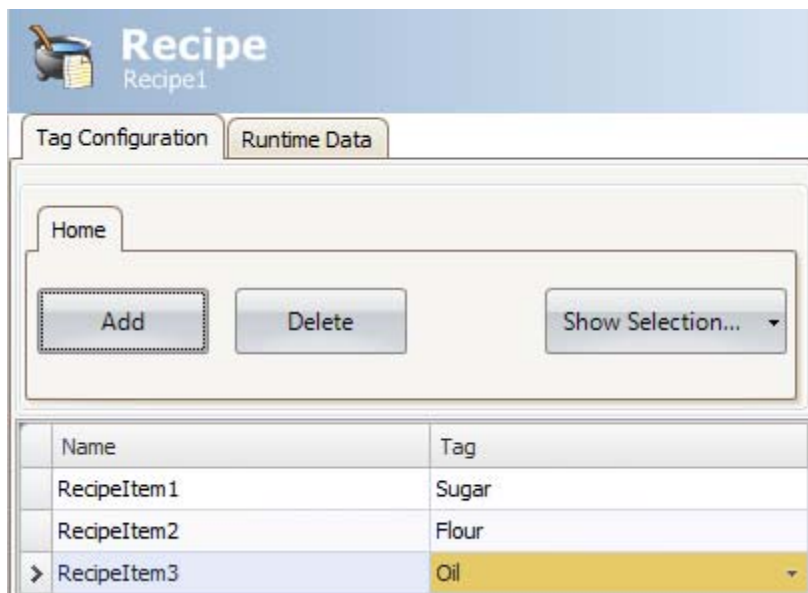 Recipe
Recipe1
Tag Configuration Runtime Data
Home
Add Delete Show Selection...
Name Tag
RecipeItem1 Sugar
RecipeItem2 Flour
RecipeItem3 Oil